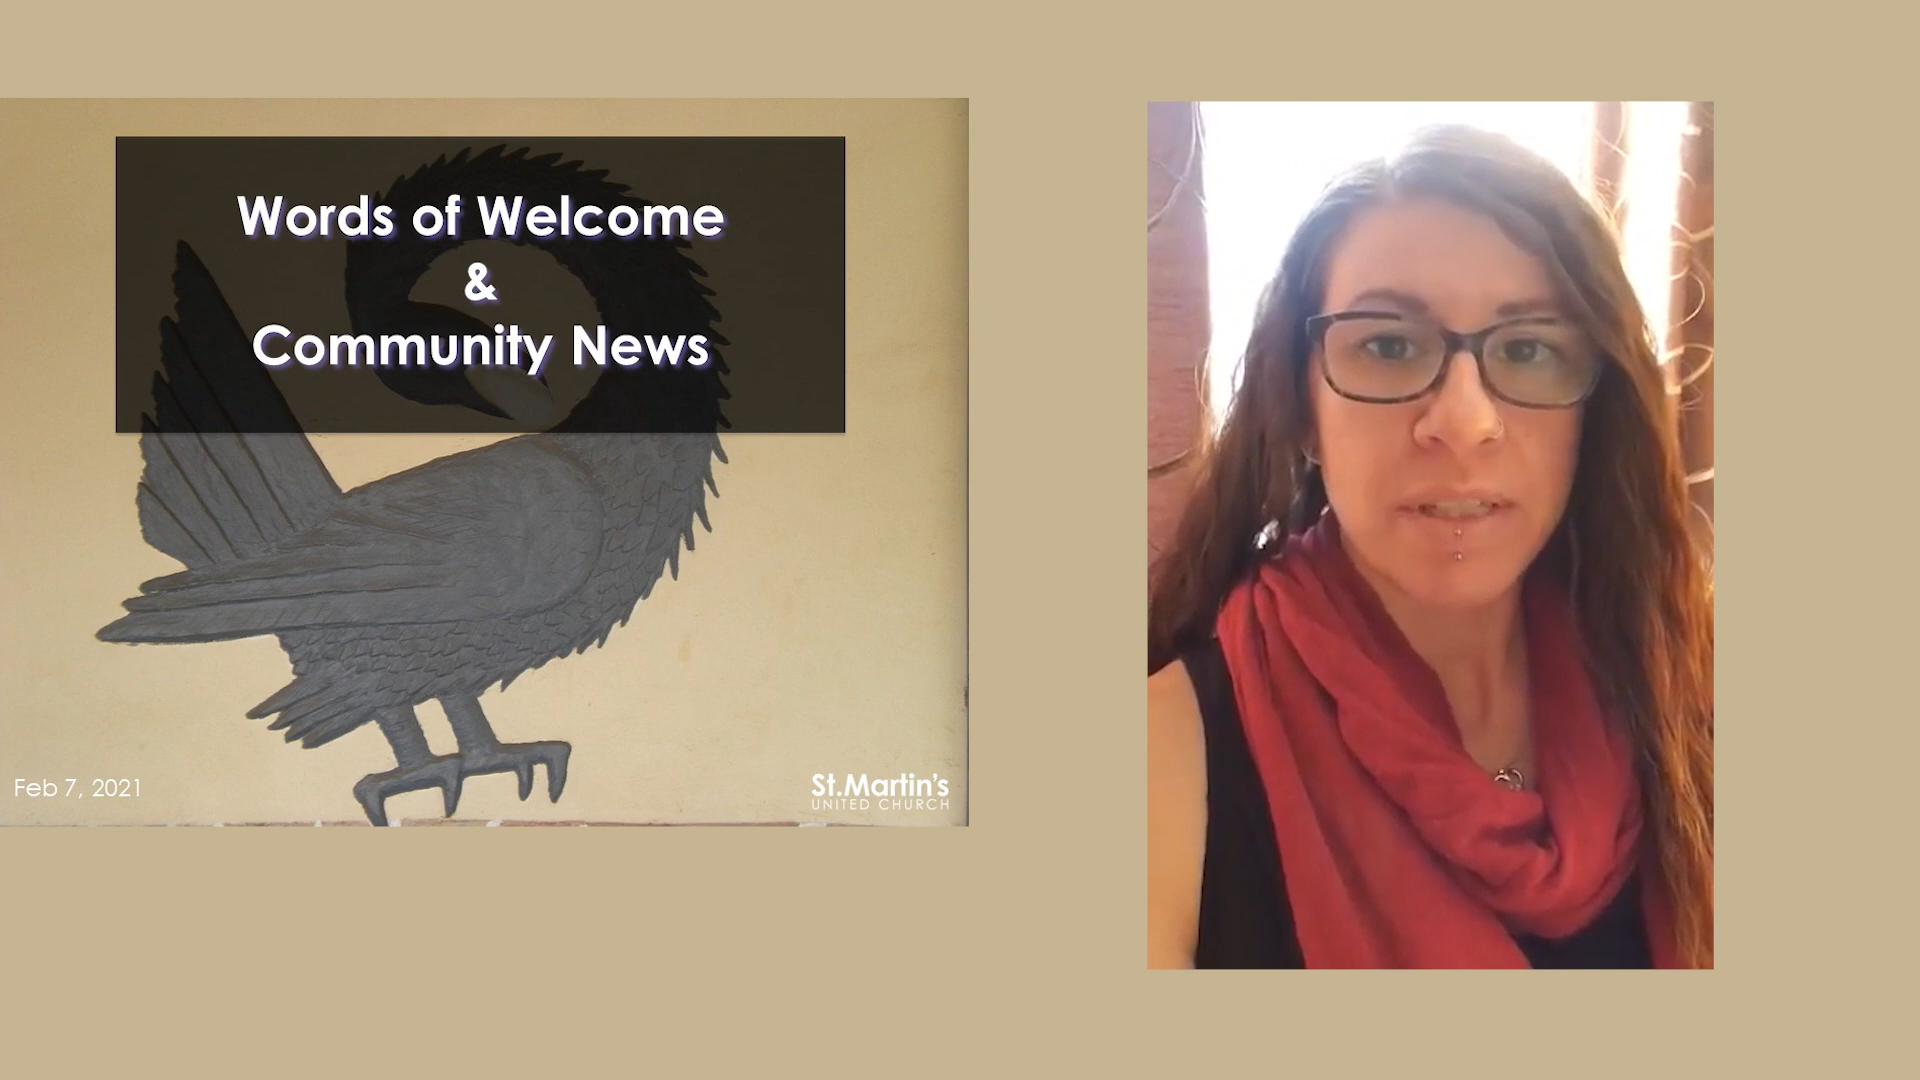 Words of Welcome
&
Community News
Feb 7, 2021
St.Martin's
UNITED CHURCH